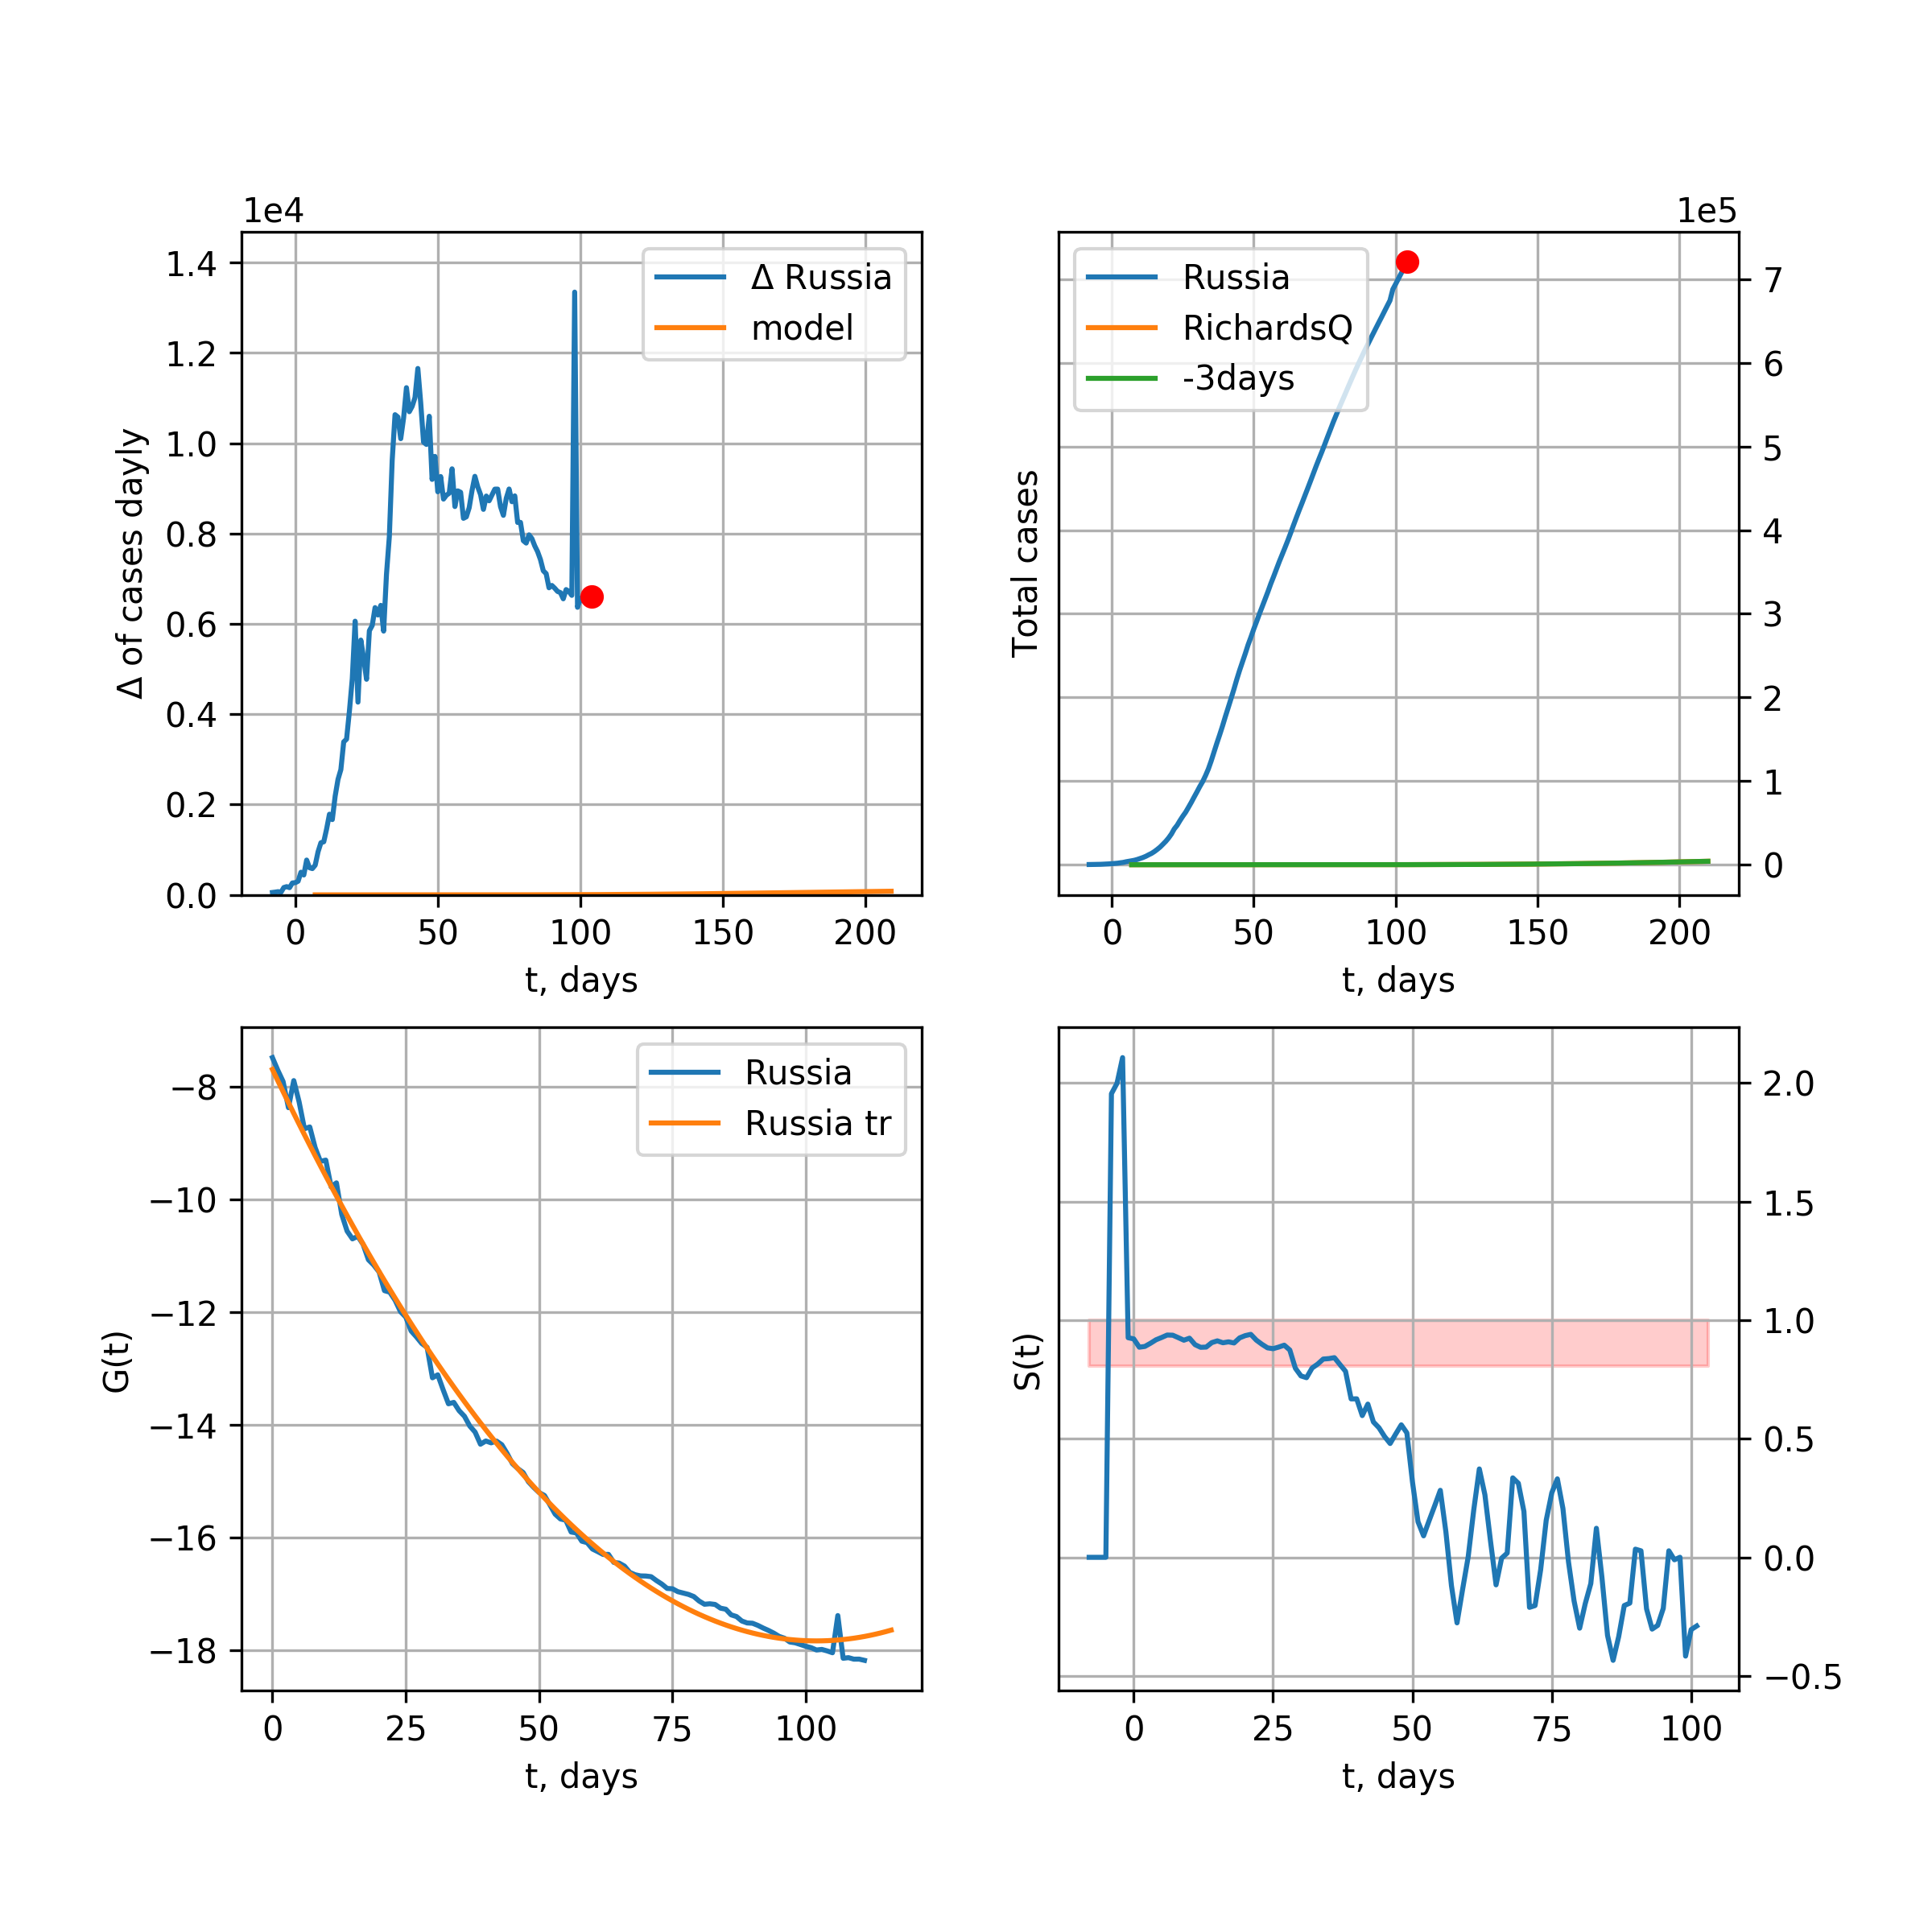 1e4
Δ of cases dayly
1.4
1.2
1.0
0.8
0.6
0.4
0.2
0.0
Δ Russia
model
0 50 100 150 200
t, days
1e5
Total cases
Russia
RichardsQ
-3days
7
6
5
4
3
2
1
0
0 50 100 150 200
t, days
G(t)
−8
−10
−12
−14
−16
−18
Russia
Russia tr
0 25 50 75 100
t, days
S(t)
2.0
1.5
1.0
0.5
0.0
−0.5
0 25 50 75 100
t, days